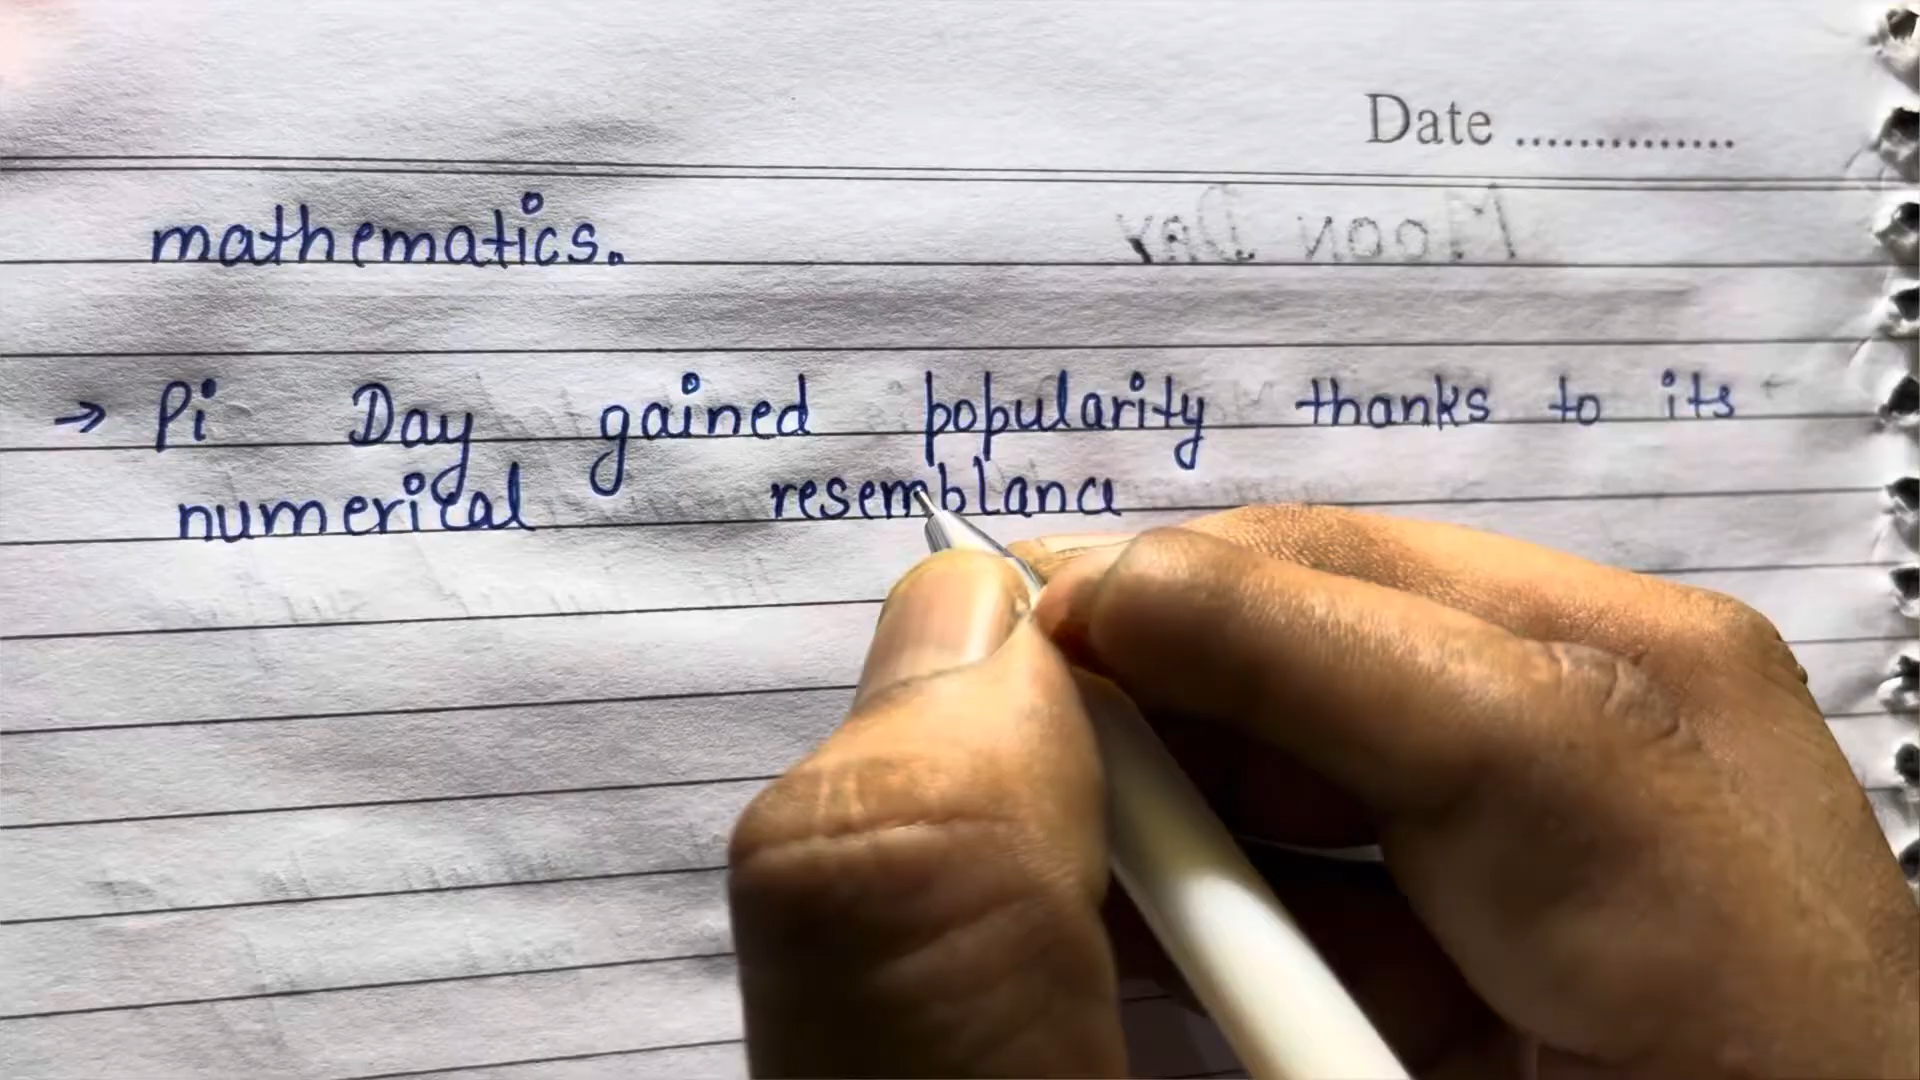 Date ..............
mathematics.
→ Pi Day gained popularity thanks to its
numerical resemblanc